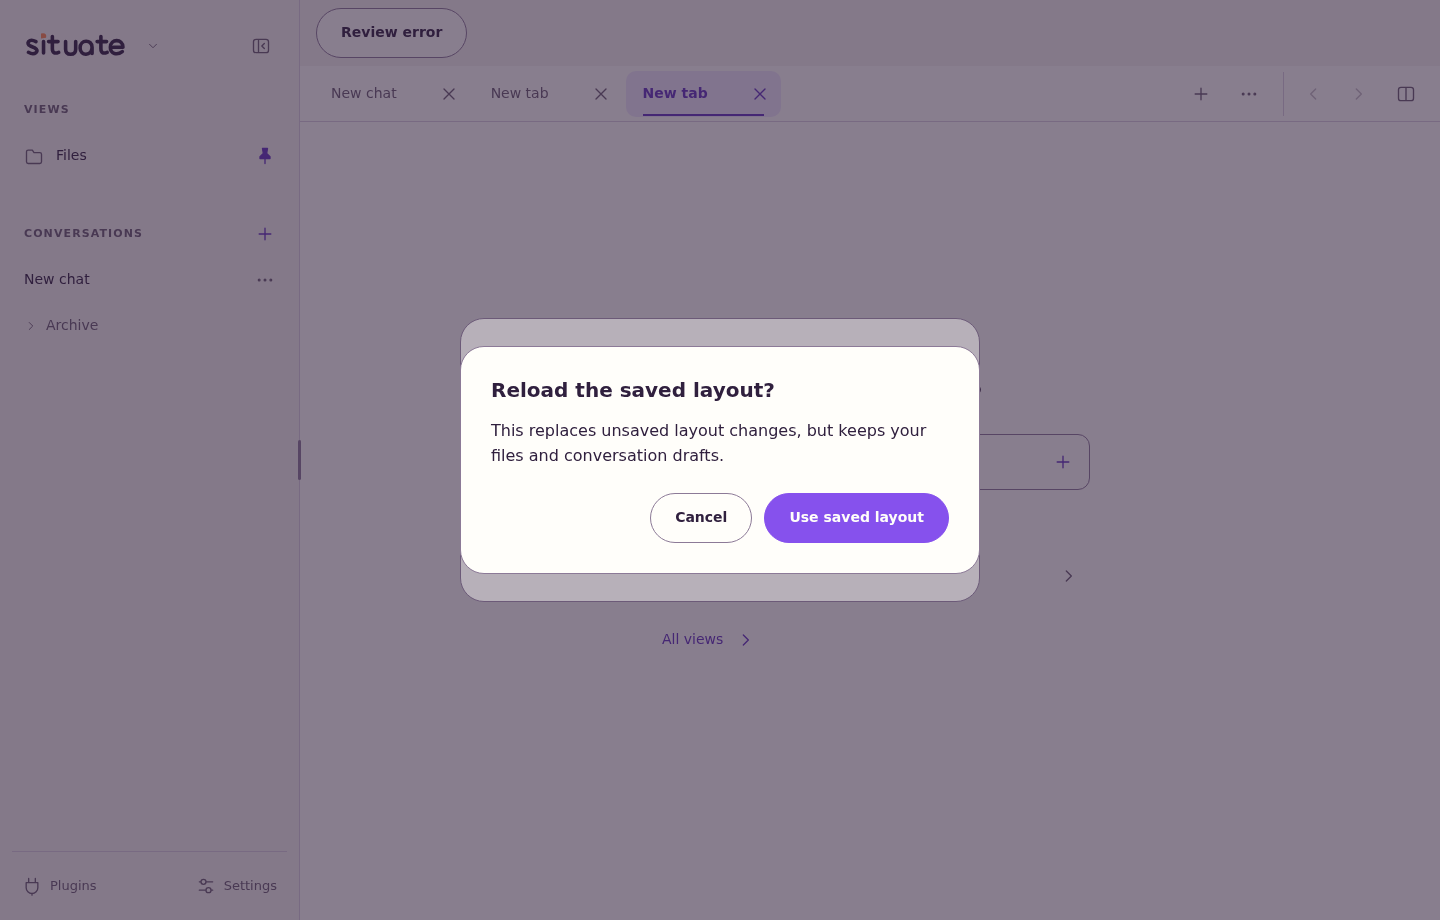 situate
Review error
New chat
New tab
New tab
VIEWS
Files
CONVERSATIONS
New chat
Archive
Reload the saved layout?
This replaces unsaved layout changes, but keeps your
files and conversation drafts.
Cancel
Use saved layout
All views
Plugins
Settings